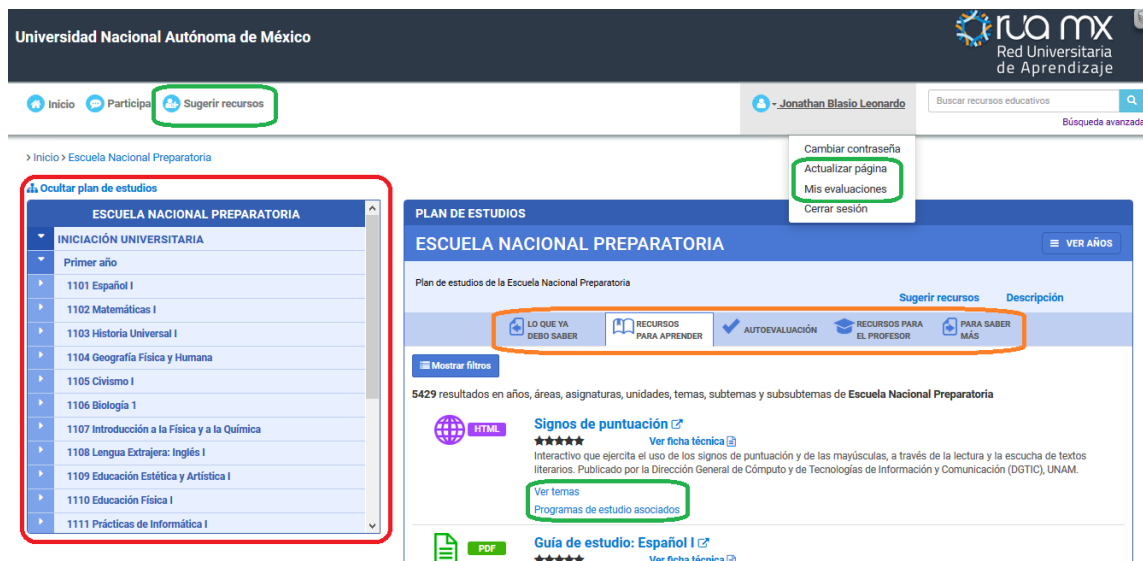 Universidad Nacional Autónoma de México
rua mx
Red Universitaria
de Aprendizaje
Inicio
Participa
Sugerir recursos
Jonathan Blasio Leonardo
Buscar recursos educativos
Búsqueda avanzada
Cambiar contraseña
Actualizar página
Mis evaluaciones
Cerrar sesión
> Inicio > Escuela Nacional Preparatoria
Ocultar plan de estudios
ESCUELA NACIONAL PREPARATORIA
INICIACIÓN UNIVERSITARIA
Primer año
1101 Español I
1102 Matemáticas I
1103 Historia Universal I
1104 Geografía Física y Humana
1105 Civismo I
1106 Biología 1
1107 Introducción a la Física y a la Química
1108 Lengua Extrajera: Inglés I
1109 Educación Estética y Artística I
1110 Educación Física I
1111 Prácticas de Informática I
PLAN DE ESTUDIOS
ESCUELA NACIONAL PREPARATORIA
VER AÑOS
Plan de estudios de la Escuela Nacional Preparatoria
Sugerir recursos
Descripción
LO QUE YA
DEBO SABER
RECURSOS
PARA APRENDER
AUTOEVALUACIÓN
RECURSOS PARA
EL PROFESOR
PARA SABER
MÁS
Mostrar filtros
5429 resultados en años, áreas, asignaturas, unidades, temas, subtemas y subsubtemas de Escuela Nacional Preparatoria
HTML
Signos de puntuación
Ver ficha técnica
Interactivo que ejercita el uso de los signos de puntuación y de las mayúsculas, a través de la lectura y la escucha de textos
literarios. Publicado por la Dirección General de Cómputo y de Tecnologías de Información y Comunicación (DGTIC), UNAM.
Ver temas
Programas de estudio asociados
PDF
Guía de estudio: Español I
Ver ficha técnica